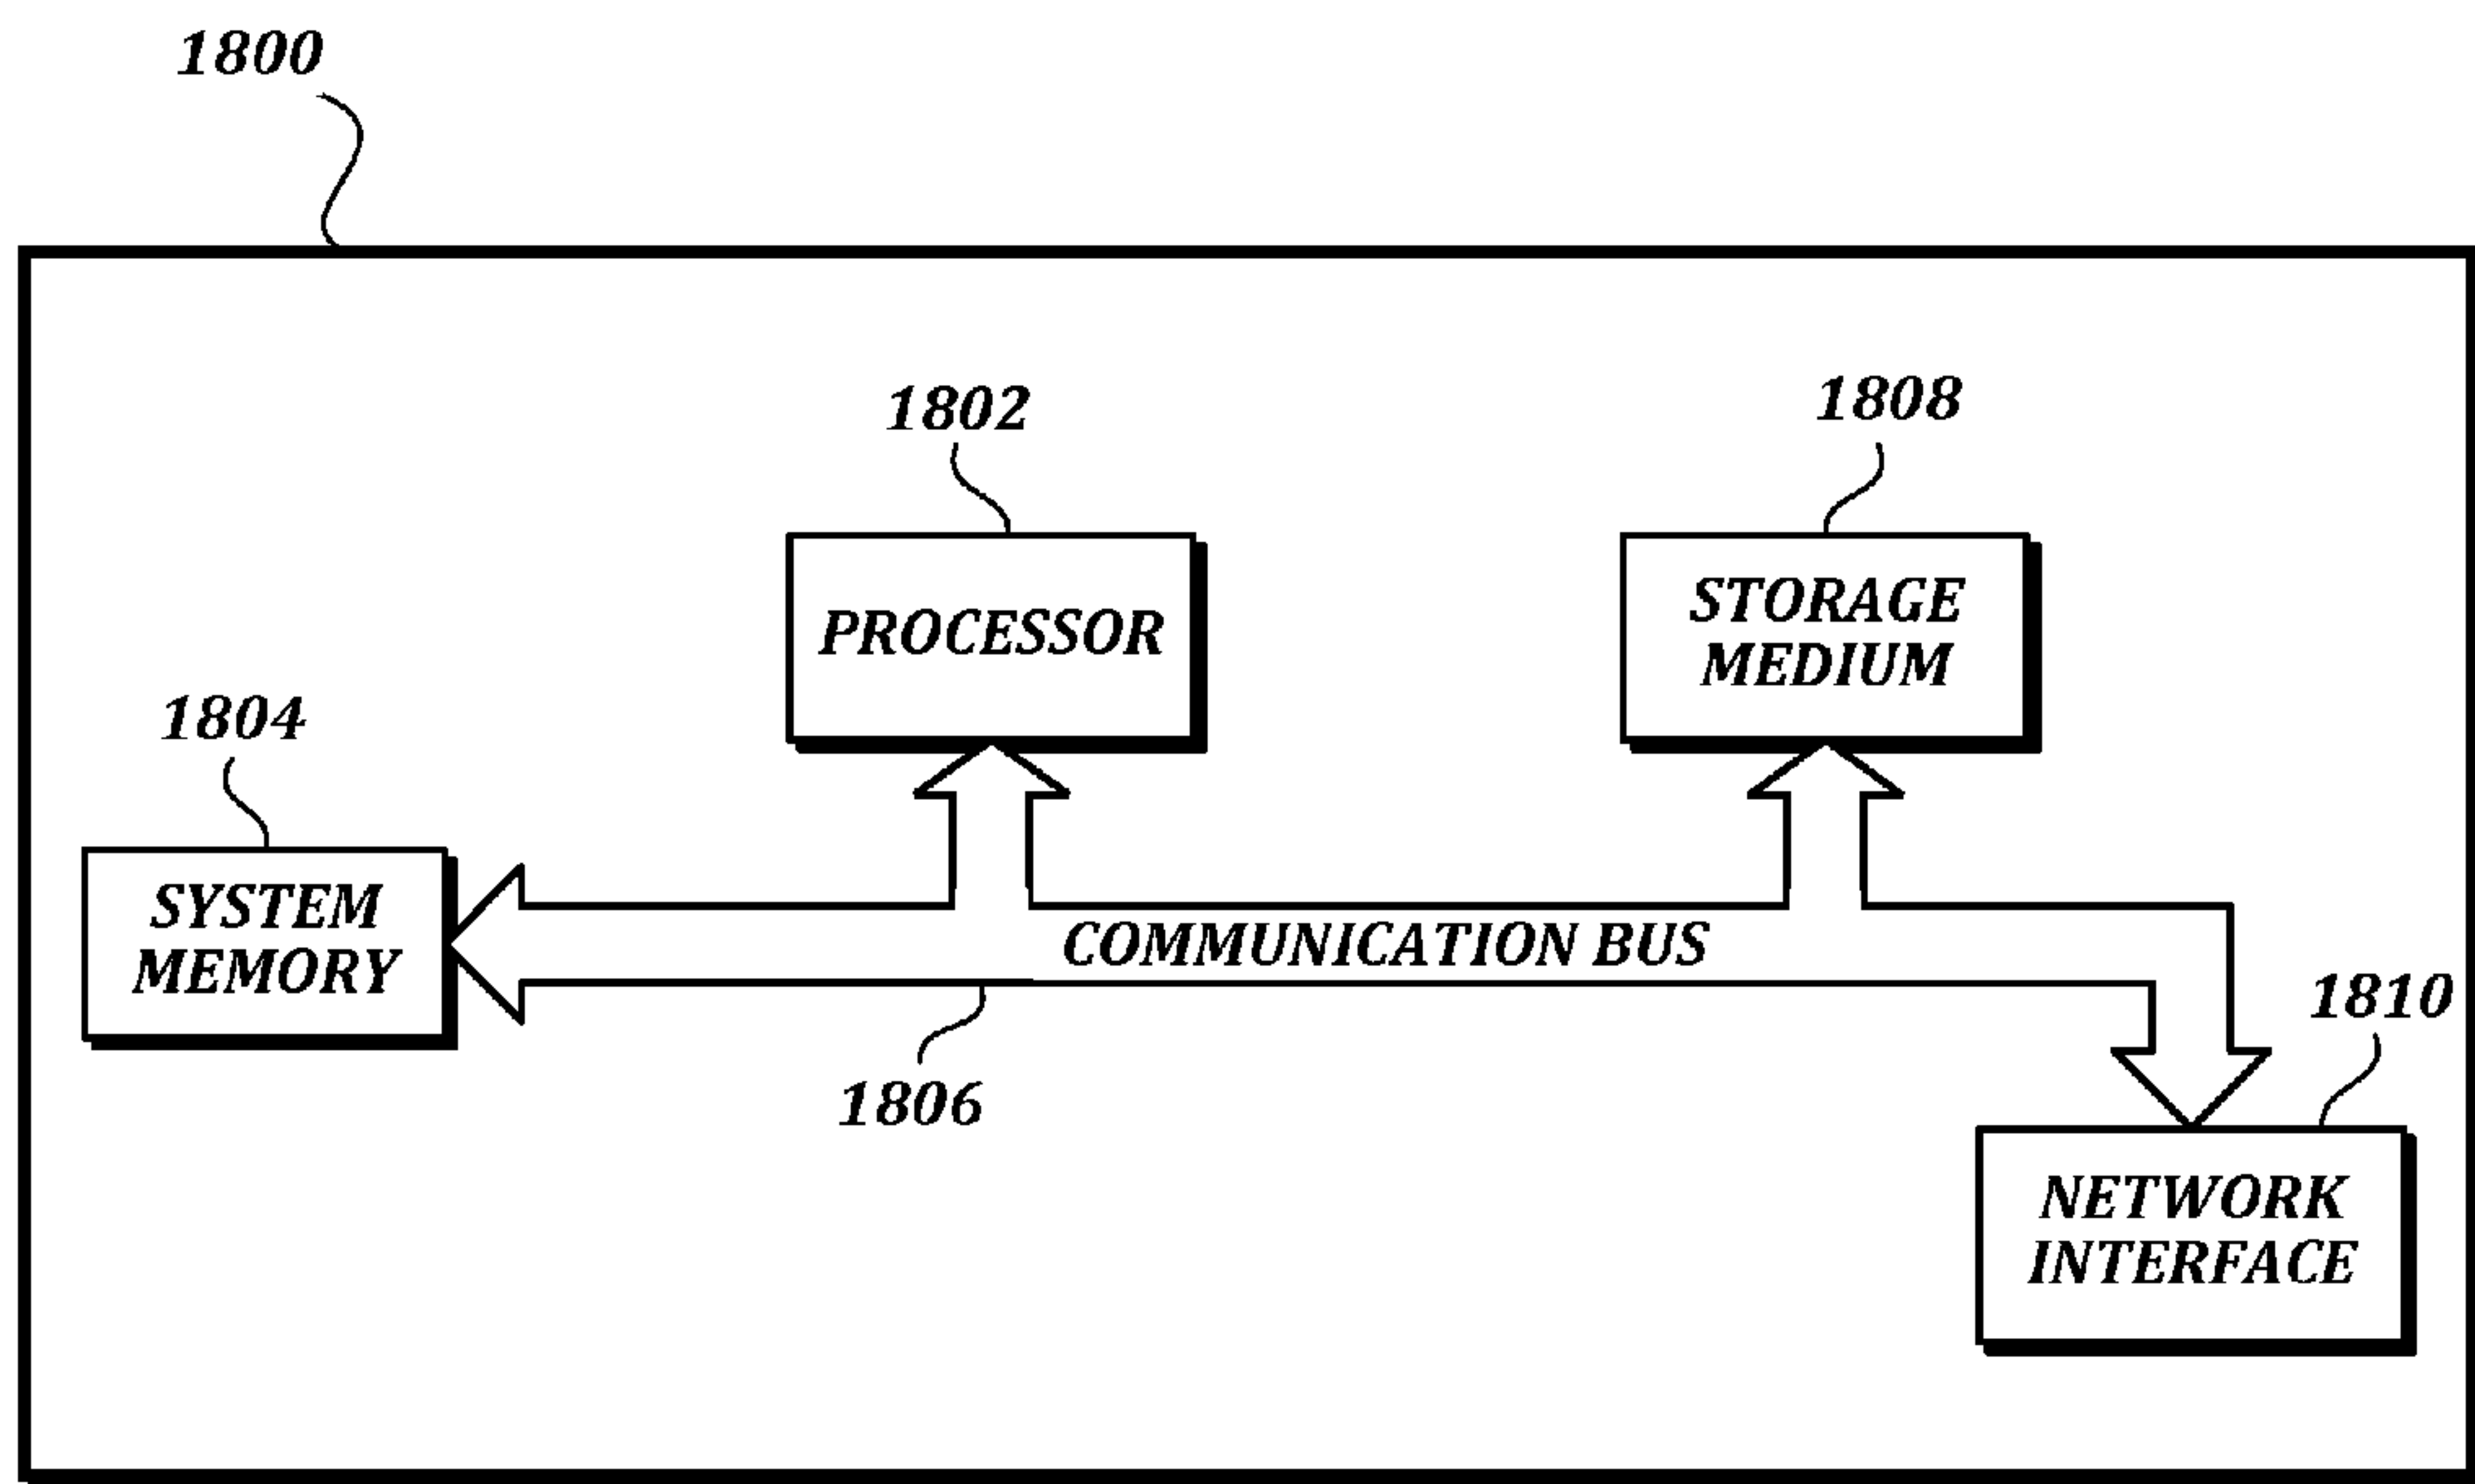 1800
1802
1808
PROCESSOR
STORAGE
MEDIUM
1804
SYSTEM
MEMORY
COMMUNICATION BUS
1806
1810
NETWORK
INTERFACE